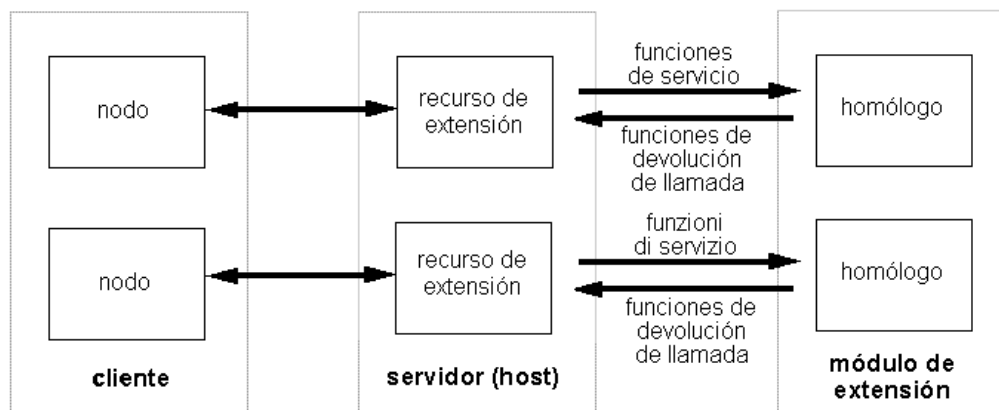 nodo
recurso de
extensión
funciones
de servicio
homólogo
funciones de
devolución
de llamada
nodo
recurso de
extensión
funzioni
di servizio
homólogo
funciones de
devolución
de llamada
cliente
servidor (host)
módulo de
extensión